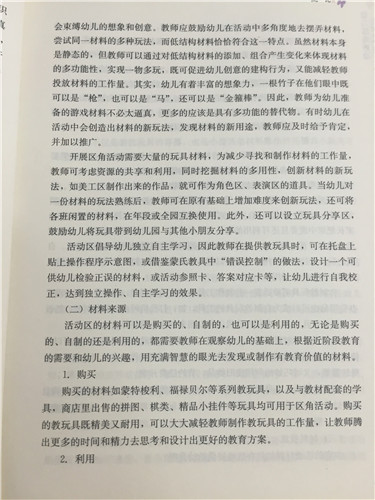 会束缚幼儿的想象和创意。教师应鼓励幼儿在活动中多角度地去摆弄材料，
尝试同一材料的多种玩法，而低结构材料恰恰符合这一特点。虽然材料本身
是静态的，但教师可以通过对低结构材料的添加、组合产生变化来体现材料
的多功能性，实现一物多玩，既可促进幼儿创意的建构行为，又能减轻教师
投放材料的工作量。其实，幼儿有着丰富的想象力，一根竹子在他们眼中既
可以是“枪”，也可以是“马”，还可以是“金箍棒”。因此，教师为幼儿准
备的游戏材料不必太逼真，更多的应该是具有多功能的替代物。有时幼儿在
活动中会创造出材料的新玩法，发现材料的新用途，教师应及时给予肯定，
并加以推广。
开展区角活动需要大量的玩具材料，为减少寻找和制作材料的工作量，
教师可考虑资源的共享和利用，同时挖掘材料的多用性，创新材料的新玩
法，如美工区制作出来的作品，就可作为角色区、表演区的道具。当幼儿对
一份材料的玩法熟练后，教师可在原有基础上增加难度来创新玩法，还可将
各班闲置的材料，在年段或全园互换使用。此外，还可以设立玩具分享区，
鼓励幼儿将玩具带到幼儿园与其他小朋友分享。
活动区倡导幼儿独立自主学习，因此教师在提供教玩具时，可在托盘上
贴上操作程序示意图，或借鉴蒙氏教具中“错误控制”的做法，设计一个可
供幼儿检验正误的材料，或活动参照卡、答案对应卡等，让幼儿进行自我校
正，达到独立操作、自主学习的效果。
（二）材料来源
活动区的材料可以是购买的、自制的，也可以是利用的，无论是购买
的、自制的还是利用的，都需要教师在观察幼儿的基础上，根据近阶段教育
的需要和幼儿的兴趣，用充满智慧的眼光去发现或制作有教育价值的材料。
1. 购买
购买的材料如蒙特梭利、福禄贝尔等系列教玩具，以及与教材配套的学
具，商店里出售的拼图、棋类、精品小挂件等玩具均可用于区角活动。购买
的教玩具既精美又耐用，可以大大减轻教师制作教玩具的工作量，让教师腾
出更多的时间和精力去思考和设计出更好的教育方案。
2. 利用